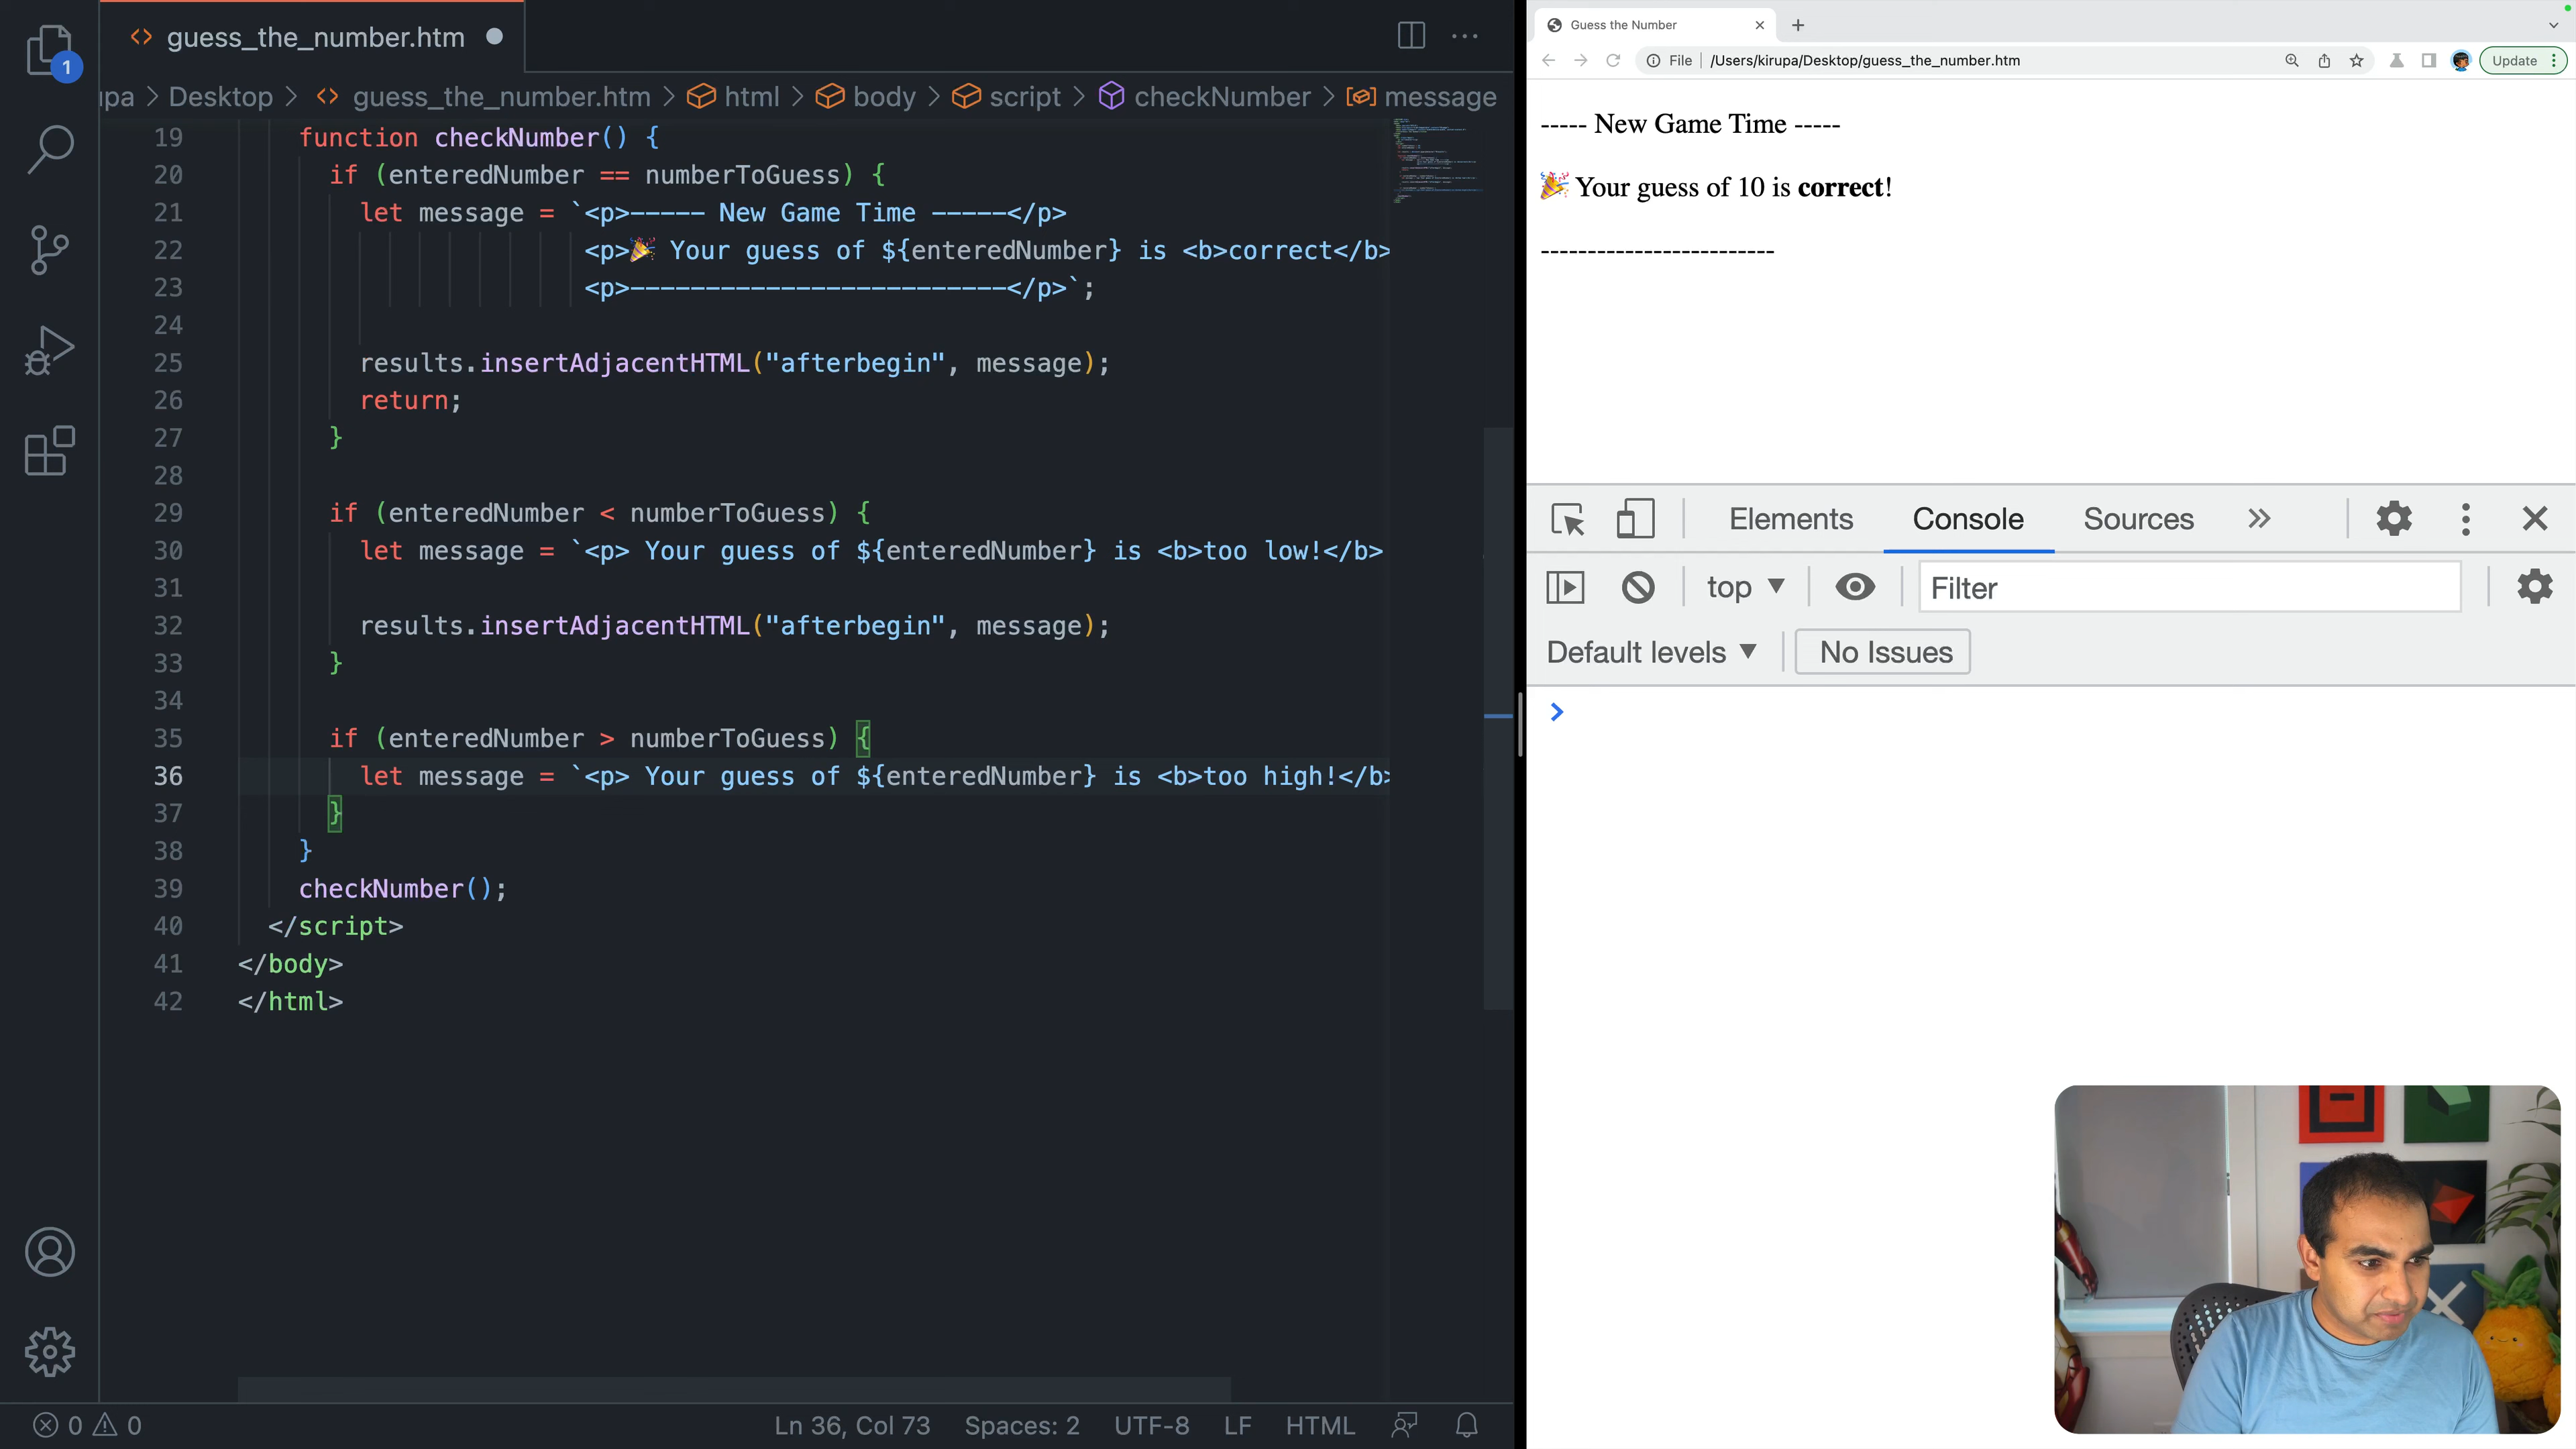 guess_the_number.htm
1
upa > Desktop > guess_the_number.htm > html > body > script > checkNumber > message
19 function checkNumber() {
20 if (enteredNumber == numberToGuess) {
21 let message = `<p>----- New Game Time -----</p>
22 <p>🎉 Your guess of ${enteredNumber} is <b>correct</b>
23 <p>-------------------------</p>`;
24
25 results.insertAdjacentHTML("afterbegin", message);
26 return;
27 }
28
29 if (enteredNumber < numberToGuess) {
30 let message = `<p> Your guess of ${enteredNumber} is <b>too low!</b>
31
32 results.insertAdjacentHTML("afterbegin", message);
33 }
34
35 if (enteredNumber > numberToGuess) {
36 let message = `<p> Your guess of ${enteredNumber} is <b>too high!</b>
37 }
38 }
39 checkNumber();
40 </script>
41 </body>
42 </html>
0 0
Ln 36, Col 73 Spaces: 2 UTF-8 LF HTML
Guess the Number
File | /Users/kirupa/Desktop/guess_the_number.htm
Update
----- New Game Time -----
🎉 Your guess of 10 is correct!
-------------------------
Elements Console Sources
top Filter
Default levels No Issues